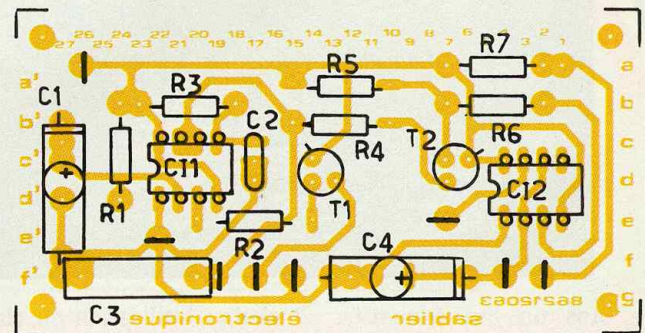 26 24 22 20 18 16 14 12 10 8 6 4 2
27 25 23 21 19 17 15 13 11 9 7 5 3 1
R7 a
a' R5
C1 R3 b
b' C2 R4 T2 R6 c
c' CI1
d' CI2 d
R1 T1 e
e' R2 C4
f' f
C3 g
sablier électronique